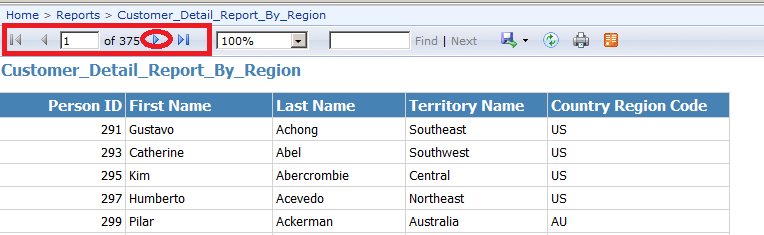 Home > Reports > Customer_Detail_Report_By_Region
1 of 375 100% Find | Next
Customer_Detail_Report_By_Region
Person ID First Name Last Name Territory Name Country Region Code
291 Gustavo Achong Southeast US
293 Catherine Abel Southwest US
295 Kim Abercrombie Central US
297 Humberto Acevedo Northeast US
299 Pilar Ackerman Australia AU